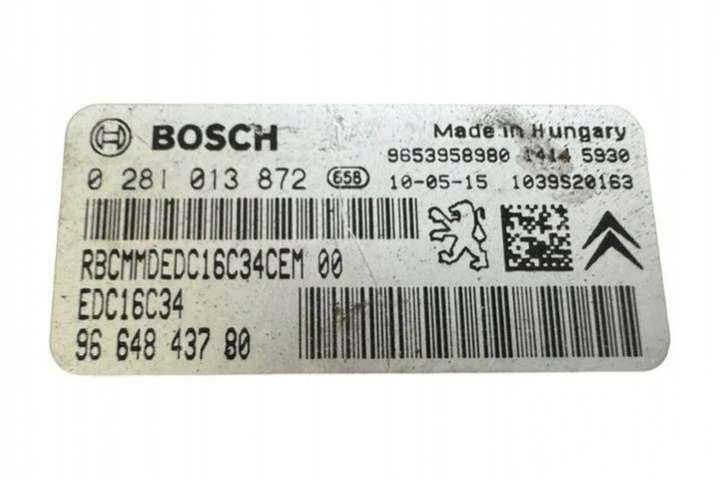 BOSCH Made in Hungary
9653958980 1414 5930
0 281 013 872 658 10-05-15 1039S20163
RBCMMDEDC16C34CEM 00
EDC16C34
96 648 437 80